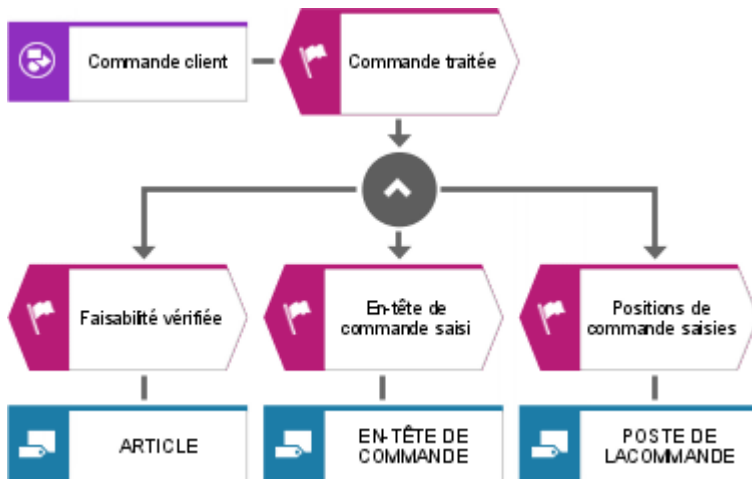 Commande client
Commande traitée
Faisabilité vérifiée
En-tête de
commande saisi
Positions de
commande saisies
ARTICLE
EN-TÊTE DE
COMMANDE
POSTE DE
LACOMMANDE